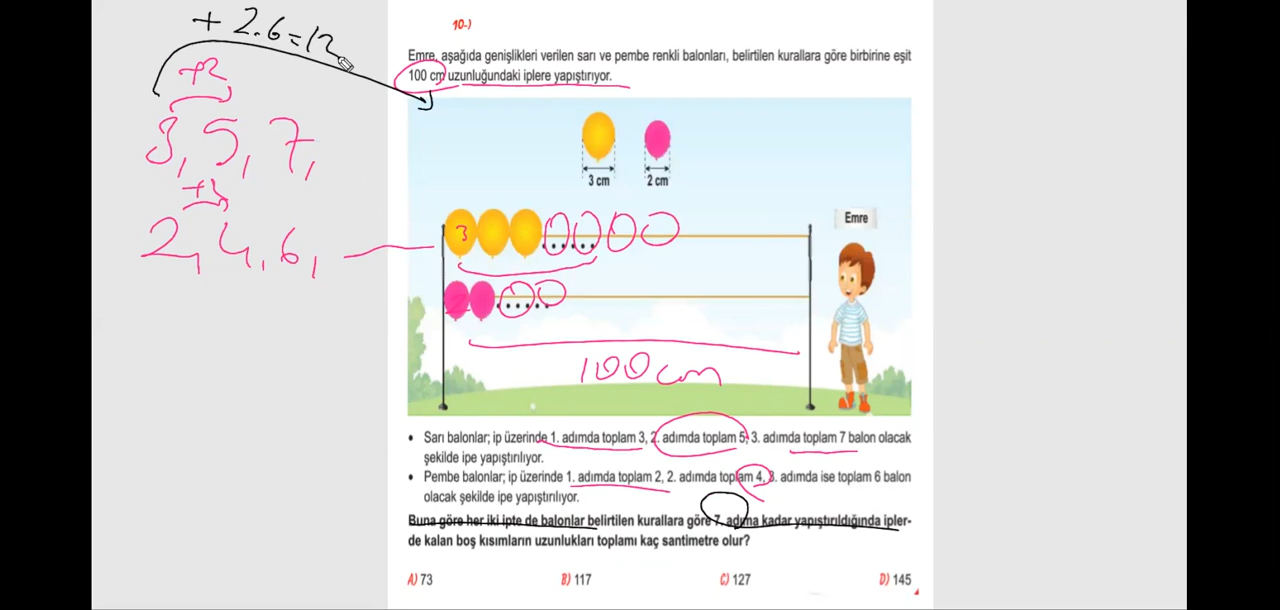 + 2.6=12
+2
3, 5, 7,
+2
2, 4, 6,
10-)
Emre, aşağıda genişlikleri verilen sarı ve pembe renkli balonları, belirtilen kurallara göre birbirine eşit
100 cm uzunluğundaki iplere yapıştırıyor.
3 cm 2 cm
Emre
3
2
100 cm
• Sarı balonlar; ip üzerinde 1. adımda toplam 3, 2. adımda toplam 5, 3. adımda toplam 7 balon olacak
şekilde ipe yapıştırılıyor.
• Pembe balonlar; ip üzerinde 1. adımda toplam 2, 2. adımda toplam 4, 3. adımda ise toplam 6 balon
olacak şekilde ipe yapıştırılıyor.
Buna göre her iki ipte de balonlar belirtilen kurallara göre 7. adıma kadar yapıştırıldığında ipler-
de kalan boş kısımların uzunlukları toplamı kaç santimetre olur?
A) 73 B) 117 C) 127 D) 145